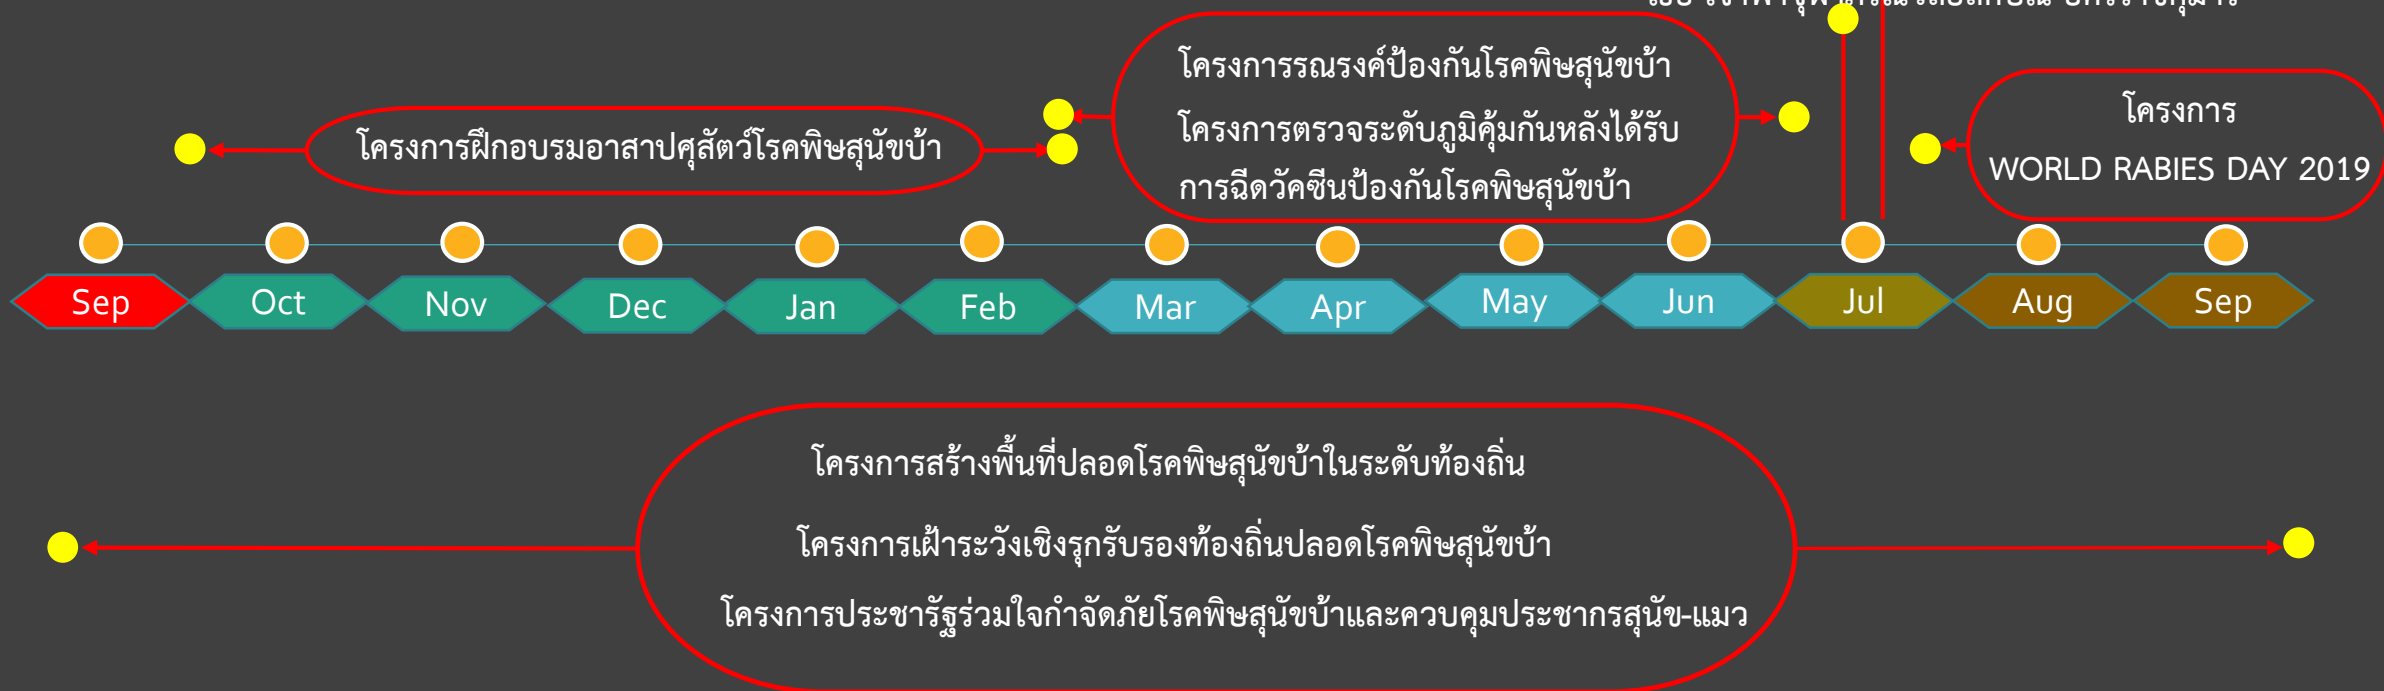 โครงการรณรงค์ป้องกันโรคพิษสุนัขบ้า
โครงการตรวจระดับภูมิคุ้มกันหลังได้รับ
การฉีดวัคซีนป้องกันโรคพิษสุนัขบ้า
โครงการฝึกอบรมอาสาปศุสัตว์โรคพิษสุนัขบ้า
โครงการ
WORLD RABIES DAY 2019
Sep Oct Nov Dec Jan Feb Mar Apr May Jun Jul Aug Sep
โครงการสร้างพื้นที่ปลอดโรคพิษสุนัขบ้าในระดับท้องถิ่น
โครงการเฝ้าระวังเชิงรุกรับรองท้องถิ่นปลอดโรคพิษสุนัขบ้า
โครงการประชารัฐร่วมใจกำจัดภัยโรคพิษสุนัขบ้าและควบคุมประชากรสุนัข-แมว